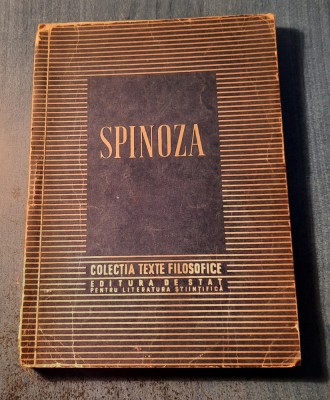 SPINOZA
COLECTIA TEXTE FILOSOFICE
EDITURA DE STAT
PENTRU LITERATURA STIINTIFICA